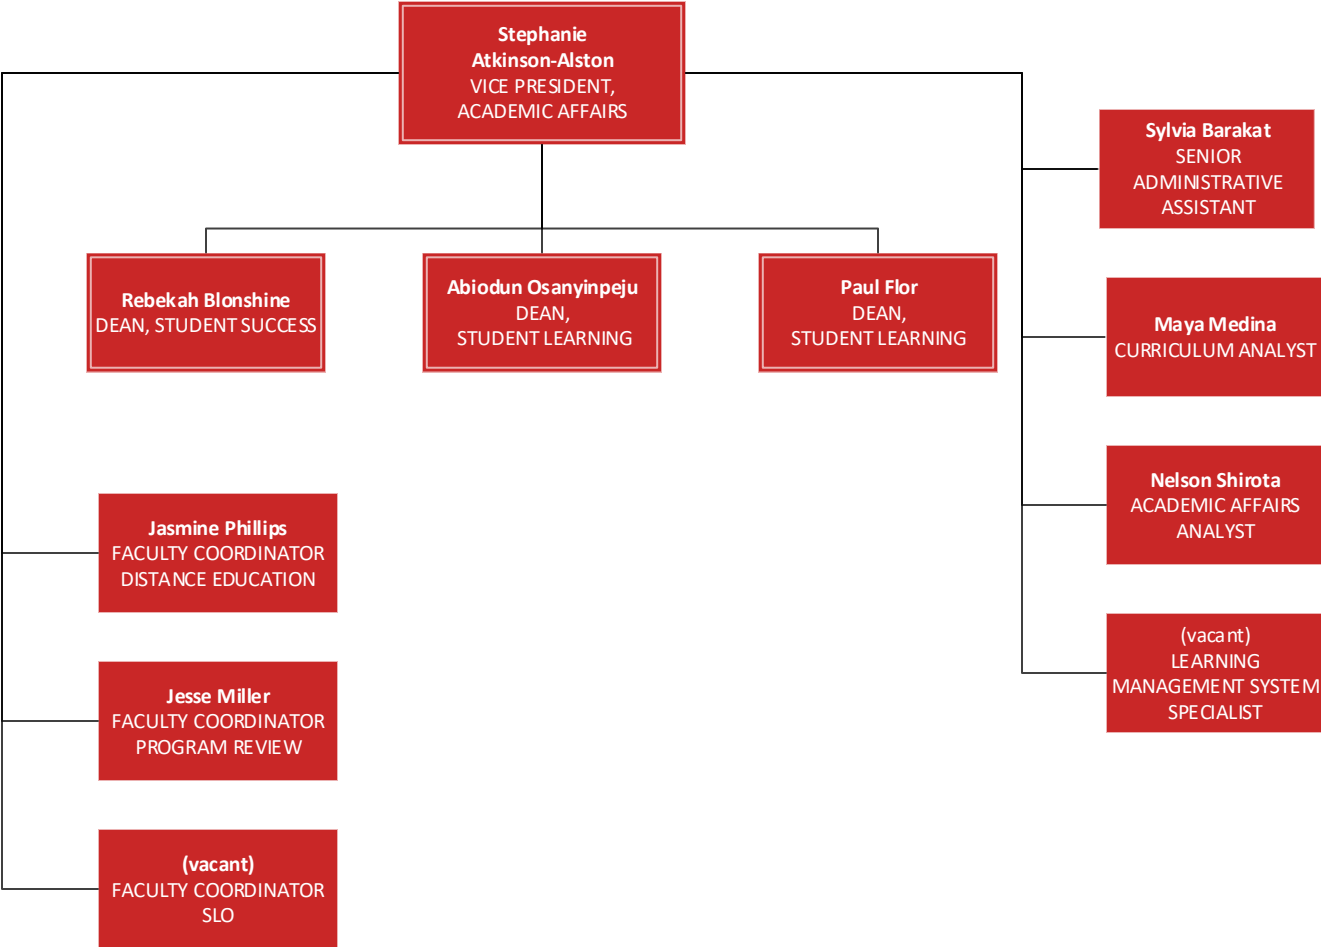 Stephanie
Atkinson-Alston
VICE PRESIDENT,
ACADEMIC AFFAIRS
Sylvia Barakat
SENIOR
ADMINISTRATIVE
ASSISTANT
Rebekah Blonshine
DEAN, STUDENT SUCCESS
Abiodun Osanyinpeju
DEAN,
STUDENT LEARNING
Paul Flor
DEAN,
STUDENT LEARNING
Maya Medina
CURRICULUM ANALYST
Nelson Shirota
ACADEMIC AFFAIRS
ANALYST
Jasmine Phillips
FACULTY COORDINATOR
DISTANCE EDUCATION
(vacant)
LEARNING
MANAGEMENT SYSTEM
SPECIALIST
Jesse Miller
FACULTY COORDINATOR
PROGRAM REVIEW
(vacant)
FACULTY COORDINATOR
SLO